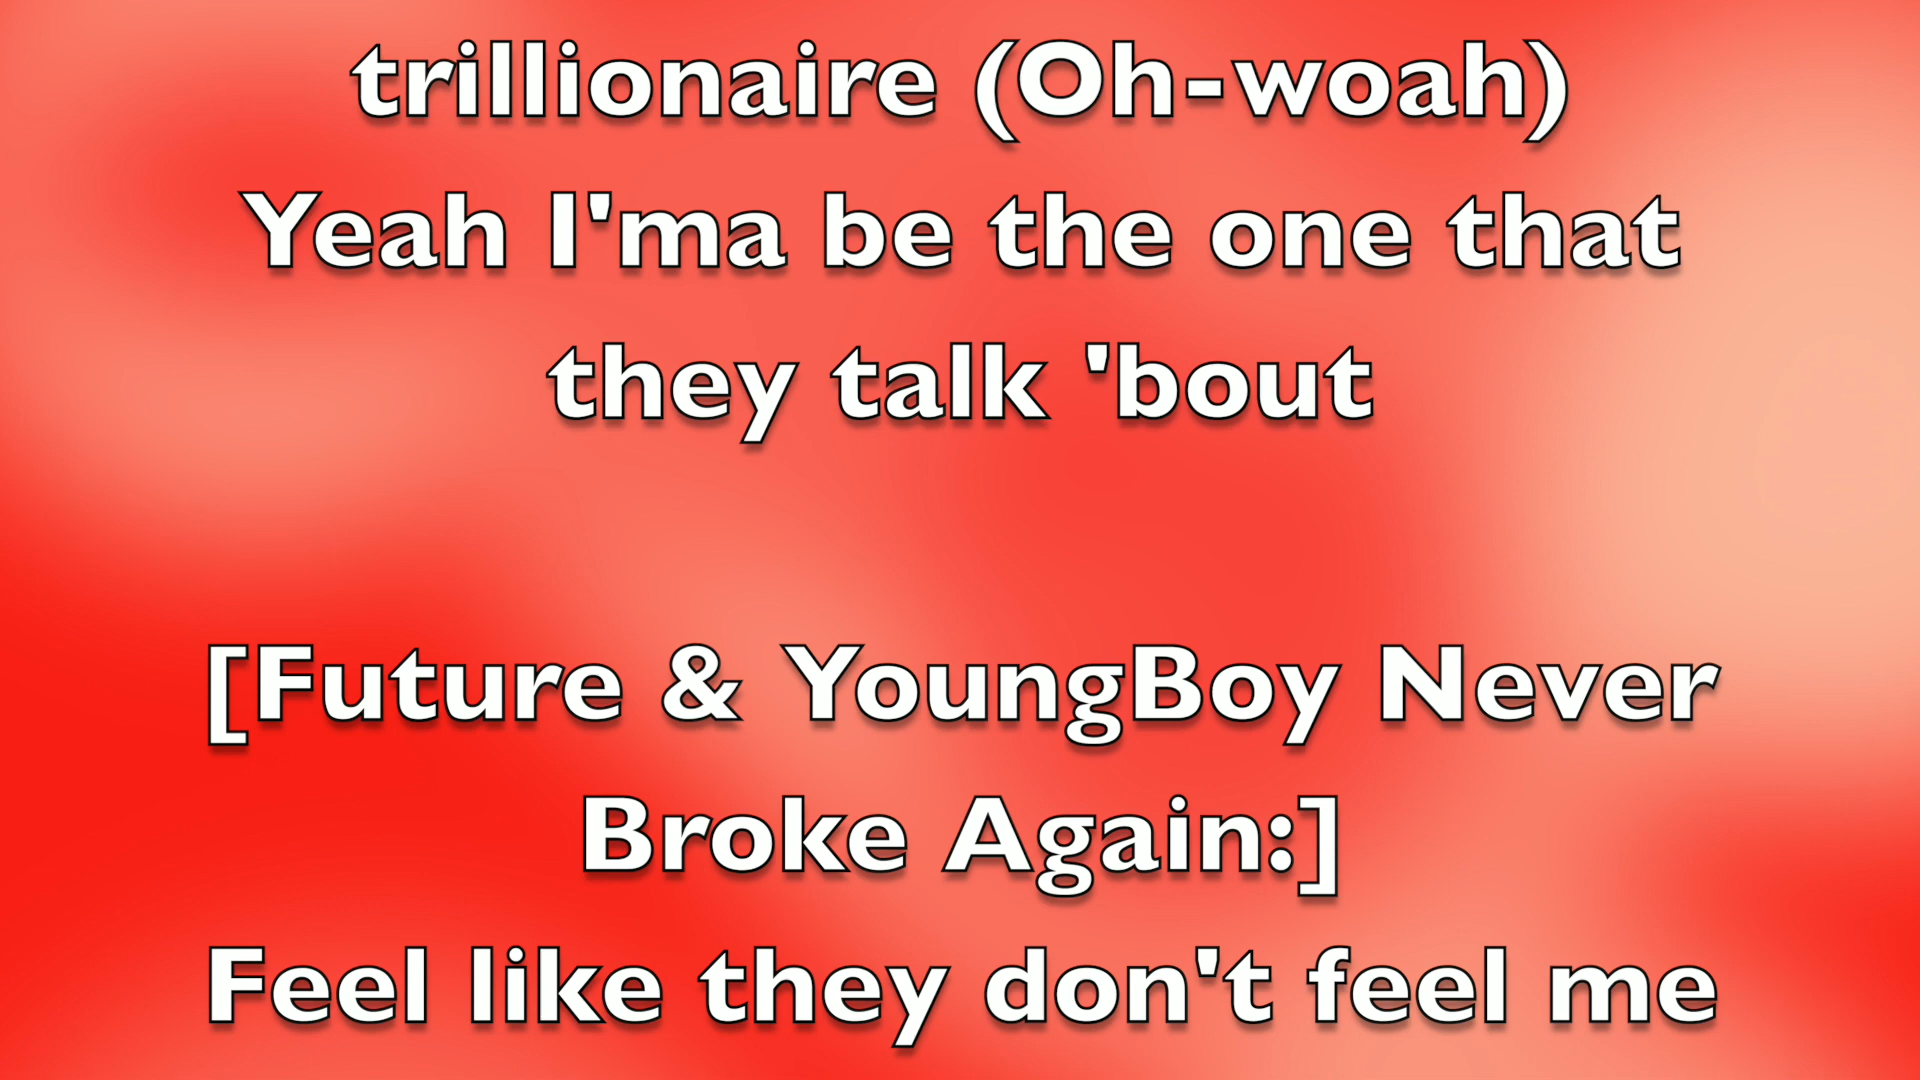 trillionaire (Oh-woah)
Yeah I'ma be the one that
they talk 'bout
[Future & YoungBoy Never
Broke Again:]
Feel like they don't feel me